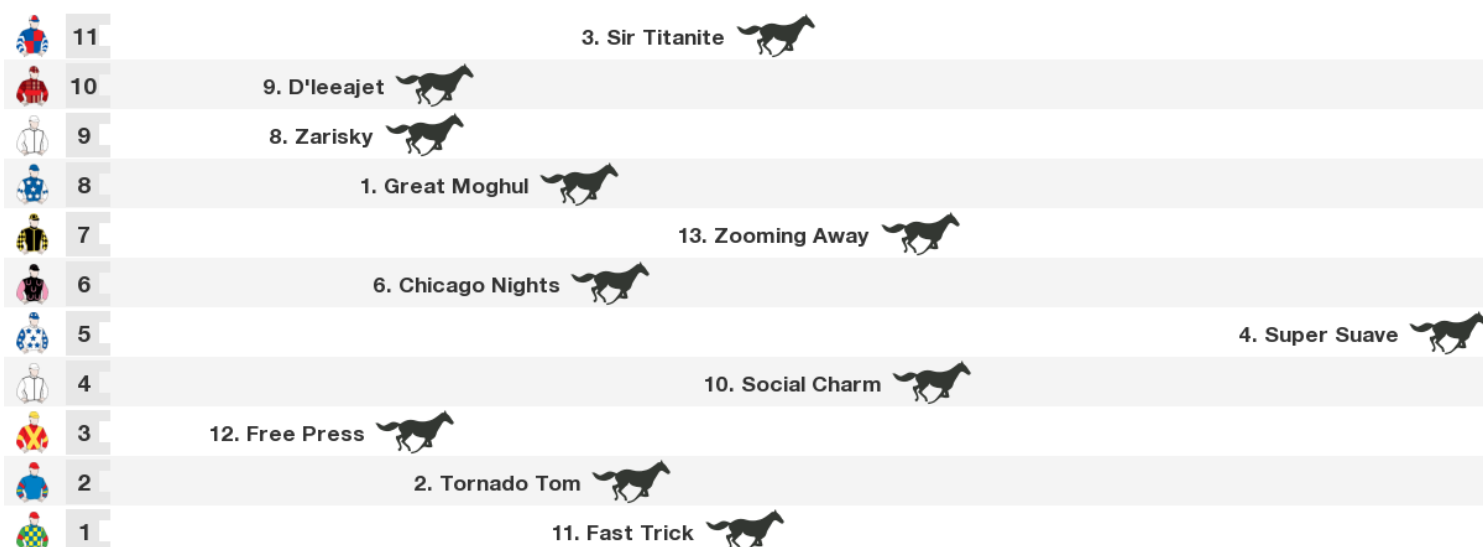 11 3. Sir Titanite
10 9. D'leeajet
9 8. Zarisky
8 1. Great Moghul
7 13. Zooming Away
6 6. Chicago Nights
5 4. Super Suave
4 10. Social Charm
3 12. Free Press
2 2. Tornado Tom
1 11. Fast Trick